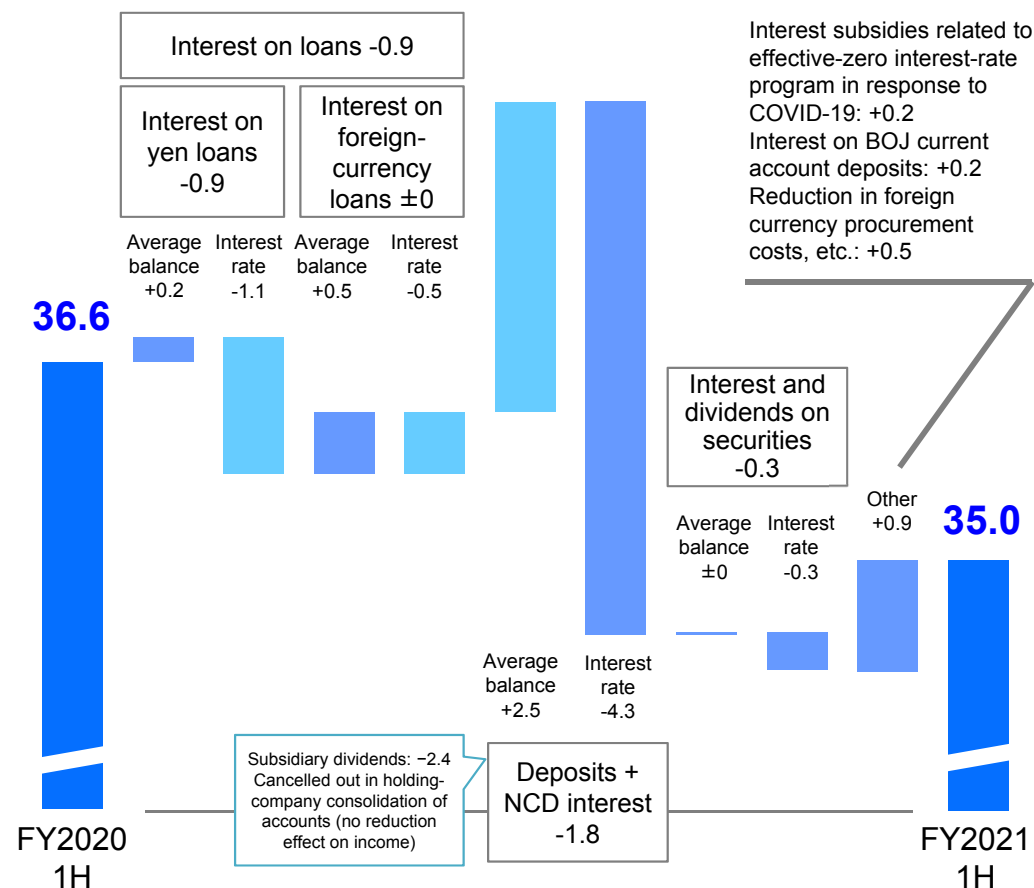 Interest on loans -0.9
Interest on
yen loans
-0.9
Interest on
foreign-
currency
loans ±0
Average
balance
+0.2
Interest
rate
-1.1
Average
balance
+0.5
Interest
rate
-0.5
Interest subsidies related to
effective-zero interest-rate
program in response to
COVID-19: +0.2
Interest on BOJ current
account deposits: +0.2
Reduction in foreign
currency procurement
costs, etc.: +0.5
36.6
Interest and
dividends on
securities
-0.3
Average
balance
±0
Interest
rate
-0.3
Other
+0.9
35.0
Average
balance
+2.5
Interest
rate
-4.3
Subsidiary dividends: −2.4
Cancelled out in holding-
company consolidation of
accounts (no reduction
effect on income)
Deposits +
NCD interest
-1.8
FY2020
1H
FY2021
1H